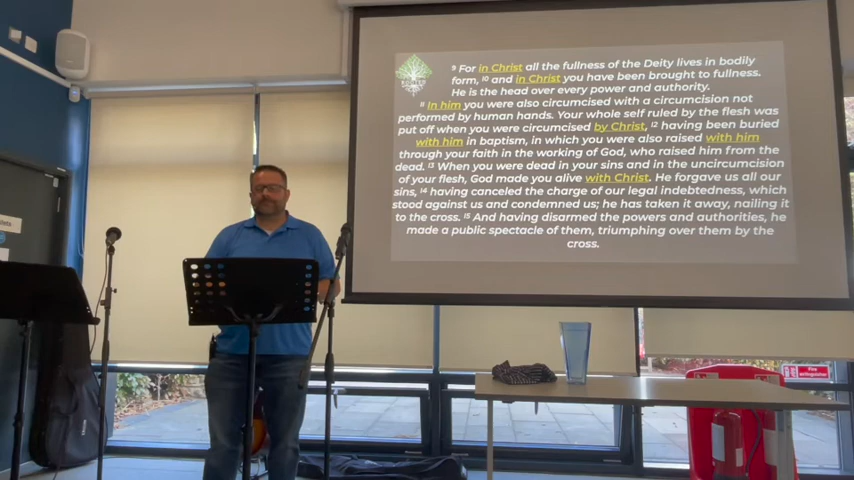 ⁹ For in Christ all the fullness of the Deity lives in bodily
form, ¹⁰ and in Christ you have been brought to fullness.
He is the head over every power and authority.
¹¹ In him you were also circumcised with a circumcision not
performed by human hands. Your whole self ruled by the flesh was
put off when you were circumcised by Christ, ¹² having been buried
with him in baptism, in which you were also raised with him
through your faith in the working of God, who raised him from the
dead. ¹³ When you were dead in your sins and in the uncircumcision
of your flesh, God made you alive with Christ. He forgave us all our
sins, ¹⁴ having canceled the charge of our legal indebtedness, which
stood against us and condemned us; he has taken it away, nailing it
to the cross. ¹⁵ And having disarmed the powers and authorities, he
made a public spectacle of them, triumphing over them by the
cross.
ROOTED
Fire
extinguisher